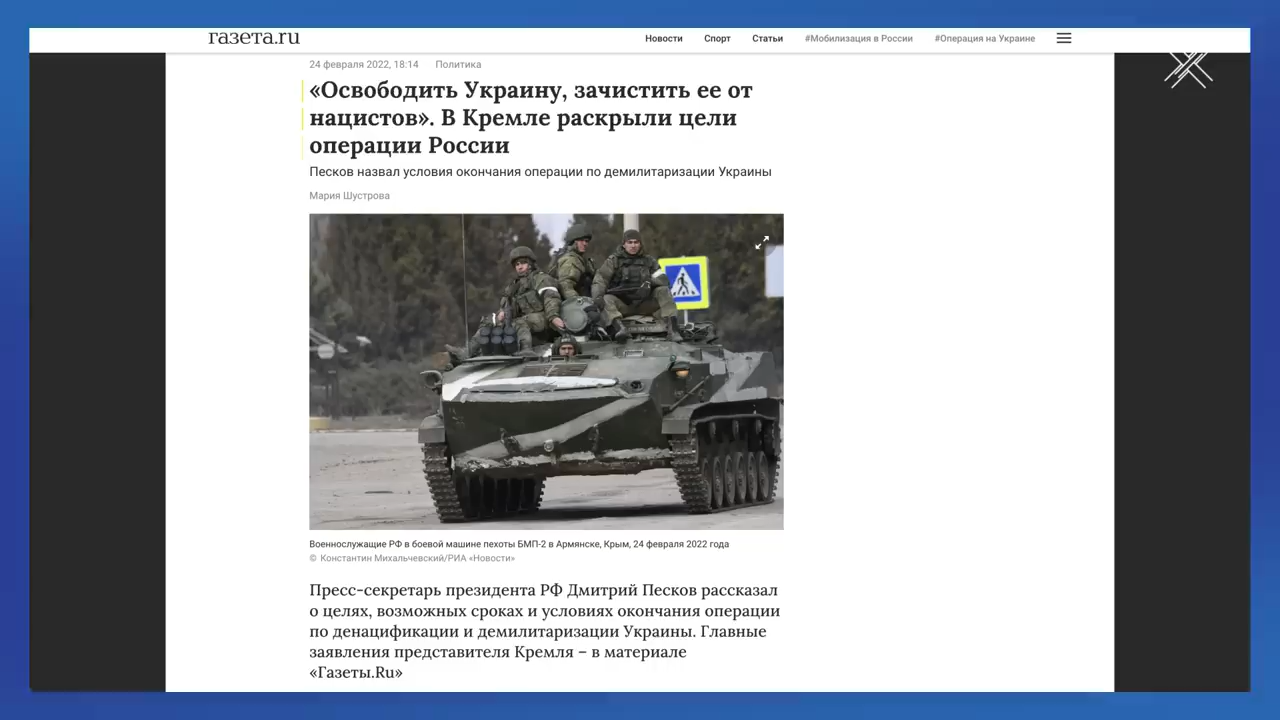 газета.ru
Новости Спорт Статьи #Мобилизация в России #Операция на Украине
24 февраля 2022, 18:14 Политика
«Освободить Украину, зачистить ее от
нацистов». В Кремле раскрыли цели
операции России
Песков назвал условия окончания операции по демилитаризации Украины
Мария Шустрова
Военнослужащие РФ в боевой машине пехоты БМП-2 в Армянске, Крым, 24 февраля 2022 года
© Константин Михальчевский/РИА «Новости»
Пресс-секретарь президента РФ Дмитрий Песков рассказал
о целях, возможных сроках и условиях окончания операции
по денацификации и демилитаризации Украины. Главные
заявления представителя Кремля – в материале
«Газеты.Ru»